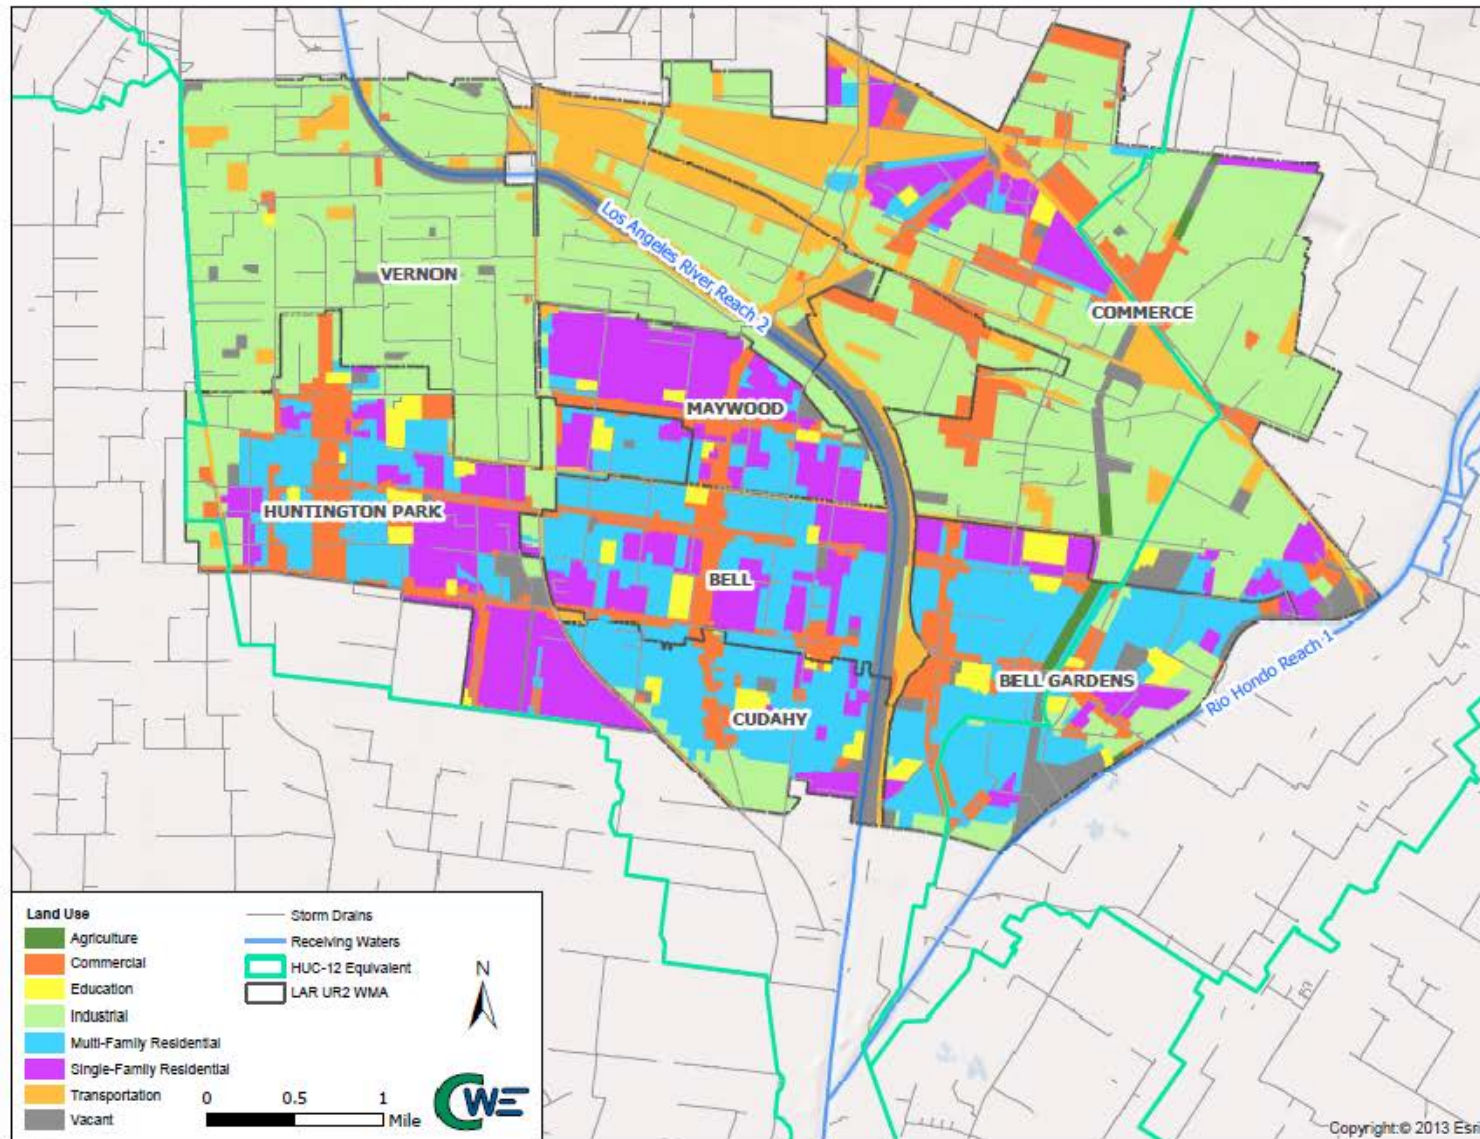 Los Angeles River Reach 2
VERNON
COMMERCE
MAYWOOD
HUNTINGTON PARK
BELL
BELL GARDENS
CUDAHY
Rio Hondo Reach 1
Land Use
Agriculture
Commercial
Education
Industrial
Multi-Family Residential
Single-Family Residential
Transportation
Vacant
Storm Drains
Receiving Waters
HUC-12 Equivalent
LAR UR2 WMA
N
0 0.5 1
Mile
CWE
Copyright:© 2013 Esri